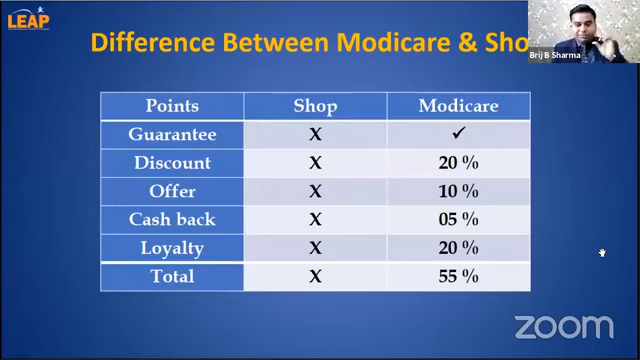 LEAP
Difference Between Modicare & Sho
Brij B Sharma
Points Shop Modicare
Guarantee X ✓
Discount X 20 %
Offer X 10 %
Cash back X 05 %
Loyalty X 20 %
Total X 55 %
zoom